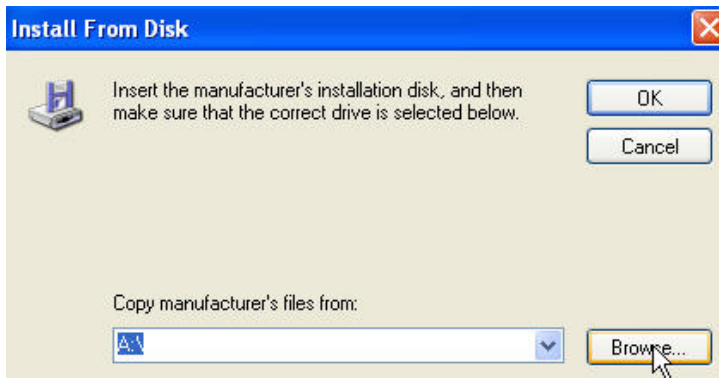 Install From Disk
Insert the manufacturer's installation disk, and then
make sure that the correct drive is selected below.
OK
Cancel
Copy manufacturer's files from:
A:\
Browse...